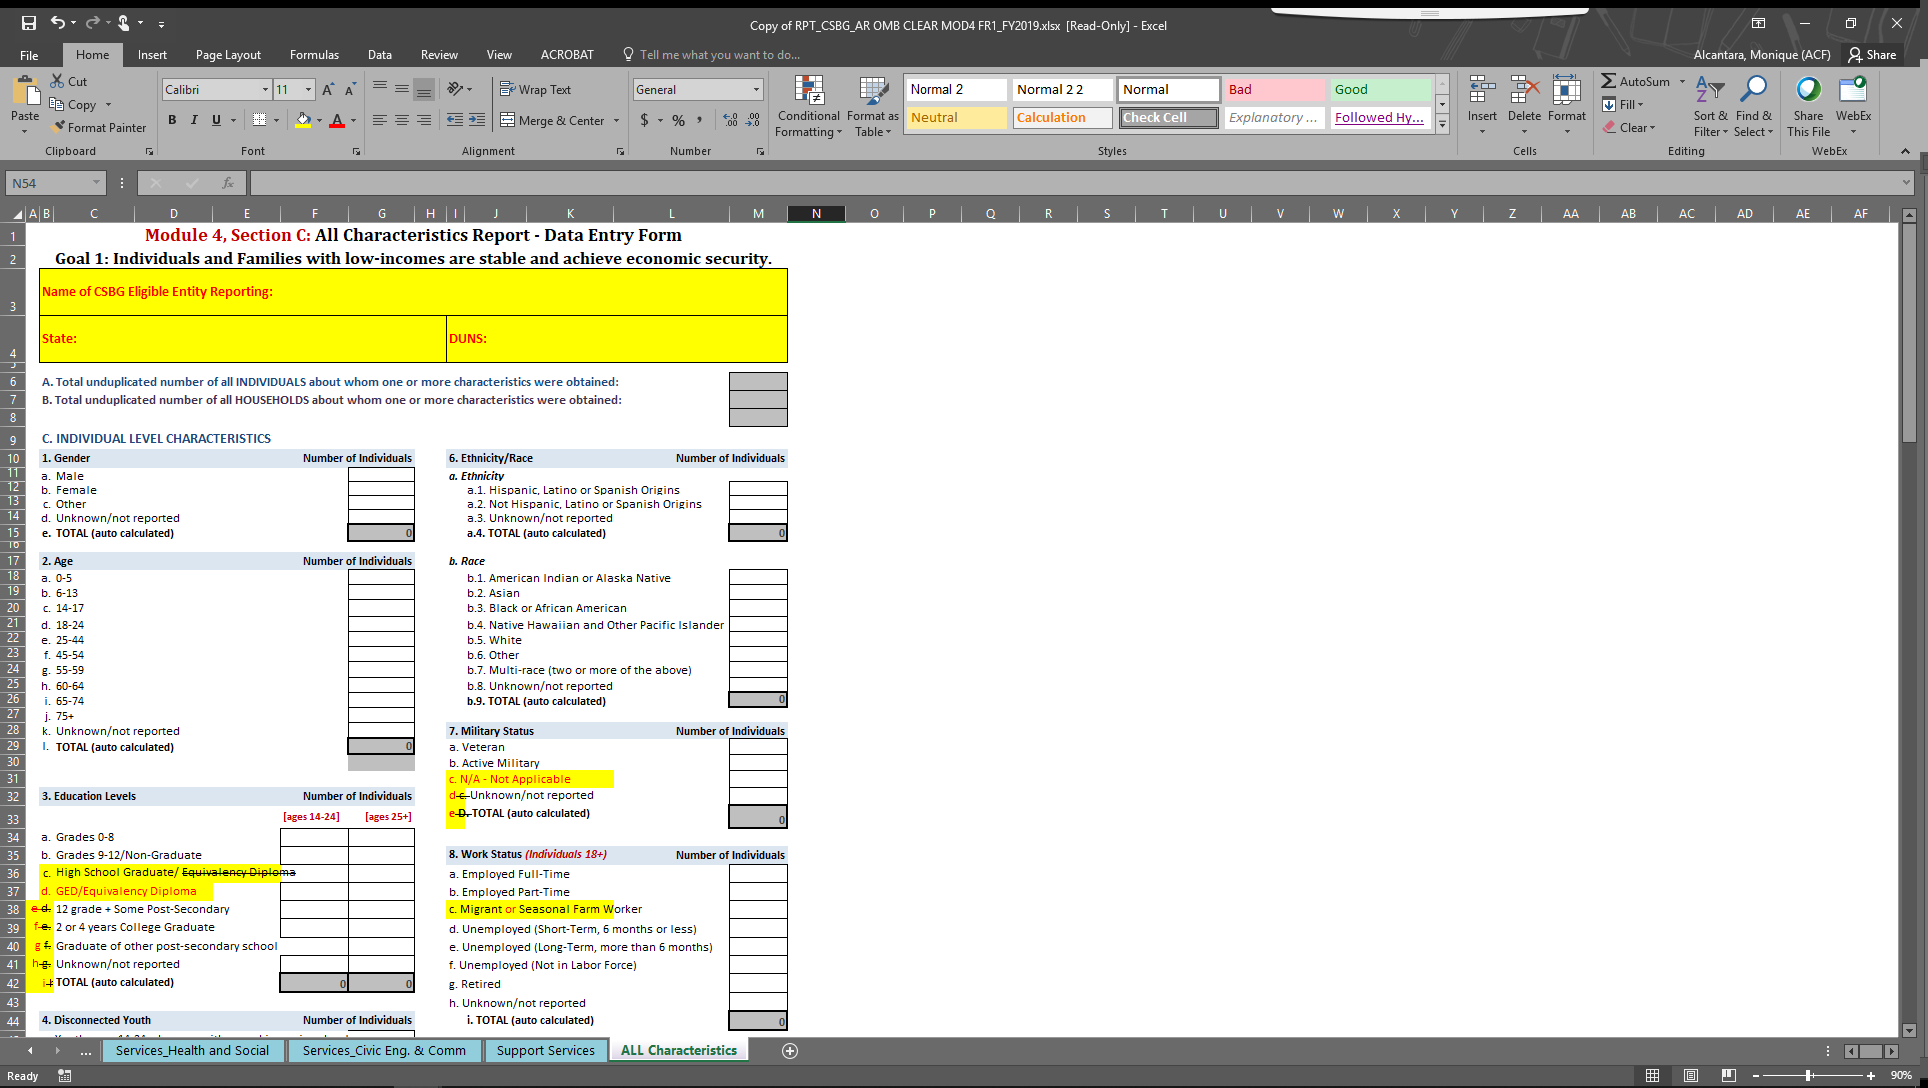 Copy of RPT_CSBG_AR OMB CLEAR MOD4 FR1_FY2019.xlsx [Read-Only] - Excel
File Home Insert Page Layout Formulas Data Review View ACROBAT Tell me what you want to do... Alcantara, Monique (ACF) Share
Paste
Cut
Copy
Format Painter
Clipboard
Calibri 11
B I U
Font
Wrap Text
Merge & Center
Alignment
General
$ % ,
Number
Conditional Formatting
Format as Table
Normal 2 Normal 2 2 Normal Bad Good
Neutral Calculation Check Cell Explanatory ... Followed Hy...
Styles
Insert Delete Format
Cells
AutoSum
Fill
Clear
Sort & Filter
Find & Select
Editing
Share This File
WebEx
WebEx
N54 fx
A B C D E F G H I J K L M N O P Q R S T U V W X Y Z AA AB AC AD AE AF
Module 4, Section C: All Characteristics Report - Data Entry Form
Goal 1: Individuals and Families with low-incomes are stable and achieve economic security.
Name of CSBG Eligible Entity Reporting:
State: DUNS:
A. Total unduplicated number of all INDIVIDUALS about whom one or more characteristics were obtained:
B. Total unduplicated number of all HOUSEHOLDS about whom one or more characteristics were obtained:
C. INDIVIDUAL LEVEL CHARACTERISTICS
1. Gender Number of Individuals
a. Male
b. Female
c. Other
d. Unknown/not reported
e. TOTAL (auto calculated) 0
2. Age Number of Individuals
a. 0-5
b. 6-13
c. 14-17
d. 18-24
e. 25-44
f. 45-54
g. 55-59
h. 60-64
i. 65-74
j. 75+
k. Unknown/not reported
l. TOTAL (auto calculated) 0
3. Education Levels Number of Individuals
[ages 14-24] [ages 25+]
a. Grades 0-8
b. Grades 9-12/Non-Graduate
c. High School Graduate/ Equivalency Diploma
d. GED/Equivalency Diploma
e d. 12 grade + Some Post-Secondary
f e. 2 or 4 years College Graduate
g f. Graduate of other post-secondary school
h g. Unknown/not reported
i TOTAL (auto calculated) 0 0
4. Disconnected Youth Number of Individuals
6. Ethnicity/Race Number of Individuals
a. Ethnicity
a.1. Hispanic, Latino or Spanish Origins
a.2. Not Hispanic, Latino or Spanish Origins
a.3. Unknown/not reported
a.4. TOTAL (auto calculated) 0
b. Race
b.1. American Indian or Alaska Native
b.2. Asian
b.3. Black or African American
b.4. Native Hawaiian and Other Pacific Islander
b.5. White
b.6. Other
b.7. Multi-race (two or more of the above)
b.8. Unknown/not reported
b.9. TOTAL (auto calculated) 0
7. Military Status Number of Individuals
a. Veteran
b. Active Military
c. N/A - Not Applicable
d c. Unknown/not reported
e D. TOTAL (auto calculated) 0
8. Work Status (Individuals 18+) Number of Individuals
a. Employed Full-Time
b. Employed Part-Time
c. Migrant or Seasonal Farm Worker
d. Unemployed (Short-Term, 6 months or less)
e. Unemployed (Long-Term, more than 6 months)
f. Unemployed (Not in Labor Force)
g. Retired
h. Unknown/not reported
i. TOTAL (auto calculated) 0
... Services_Health and Social Services_Civic Eng. & Comm Support Services ALL Characteristics
Ready 90%